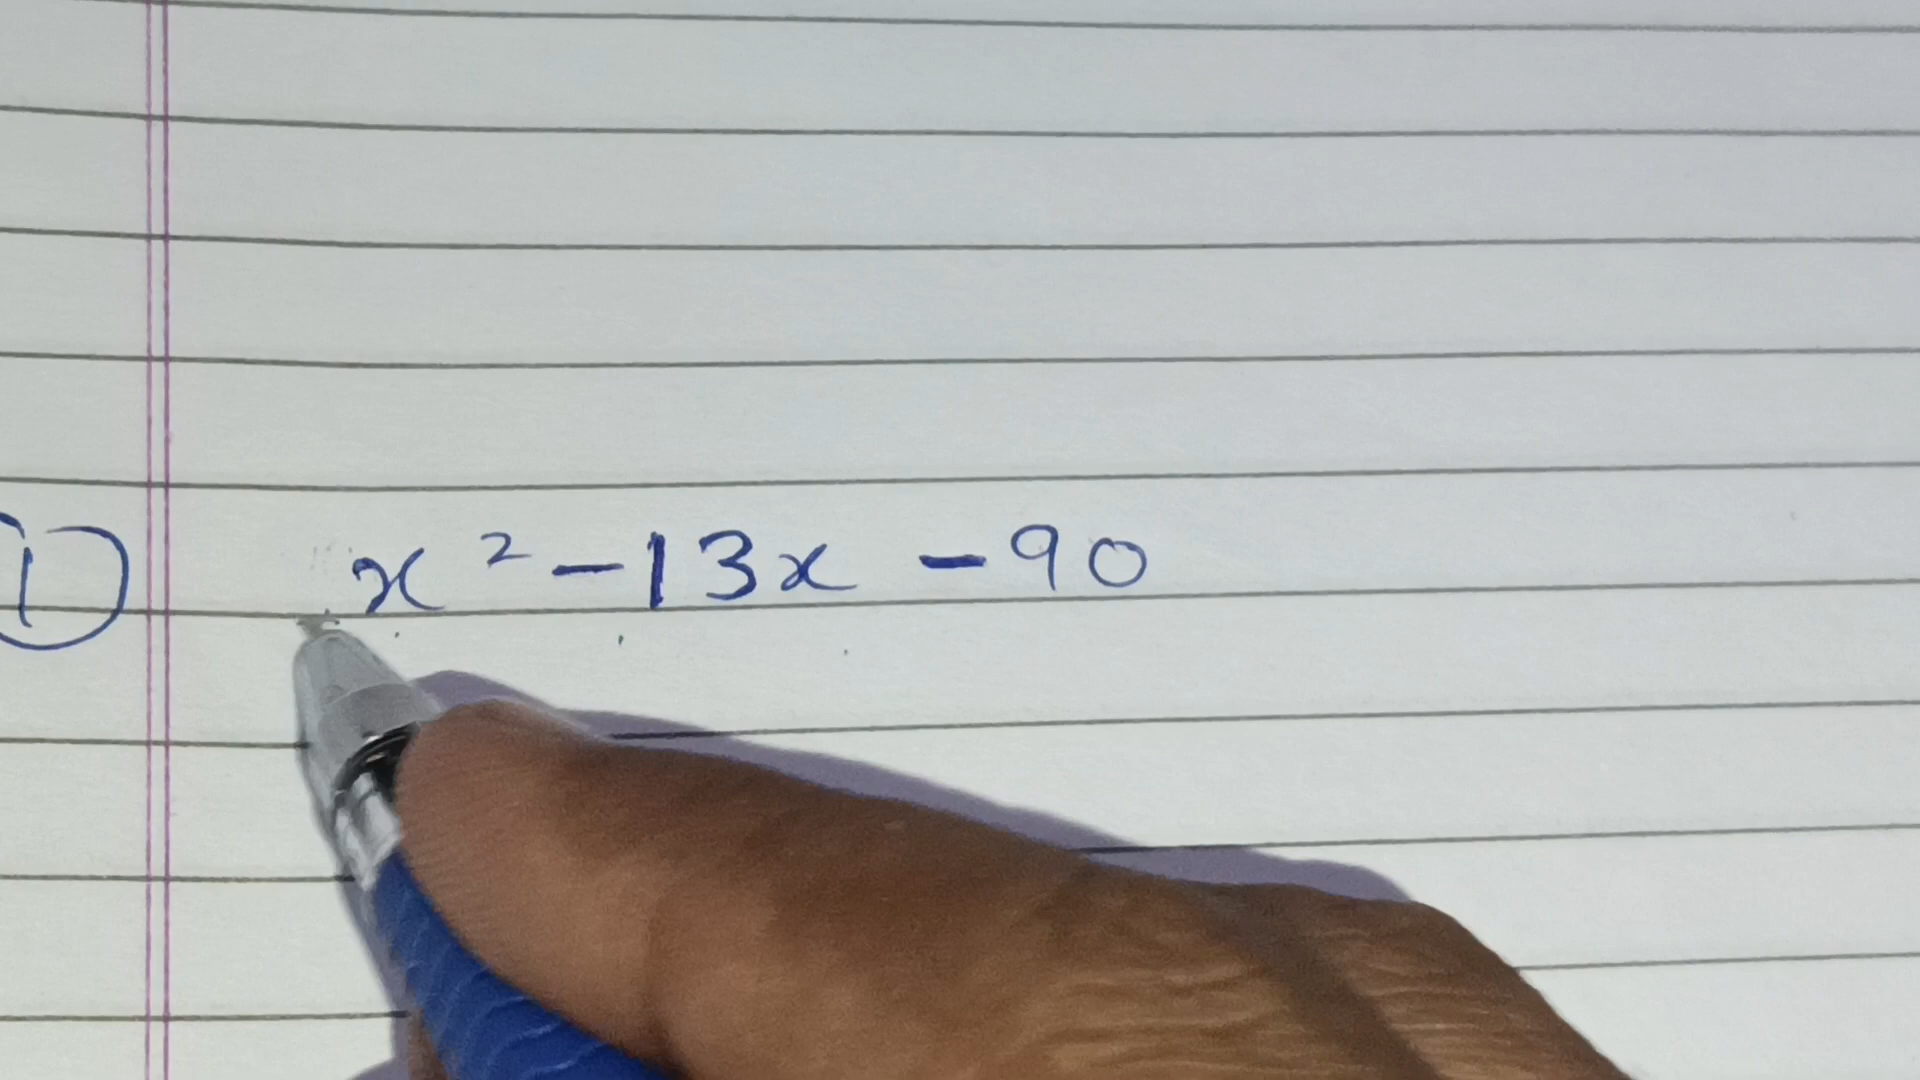 ① x² - 13x - 90